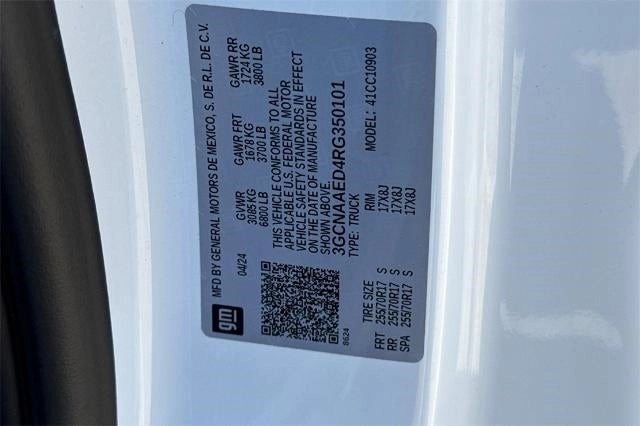 MFD BY GENERAL MOTORS DE MEXICO, S. DE R.L. DE C.V.
04/24
GVWR GAWR FRT GAWR RR
3085 KG 1678 KG 1724 KG
6800 LB 3700 LB 3800 LB
THIS VEHICLE CONFORMS TO ALL
APPLICABLE U.S. FEDERAL MOTOR
VEHICLE SAFETY STANDARDS IN EFFECT
ON THE DATE OF MANUFACTURE
SHOWN ABOVE.
3GCNAAED4RG350101
TYPE: TRUCK MODEL: 41CC10903
gm
8624
TIRE SIZE RIM
FRT 255/70R17 S 17X8J
RR 255/70R17 S 17X8J
SPA 255/70R17 S 17X8J